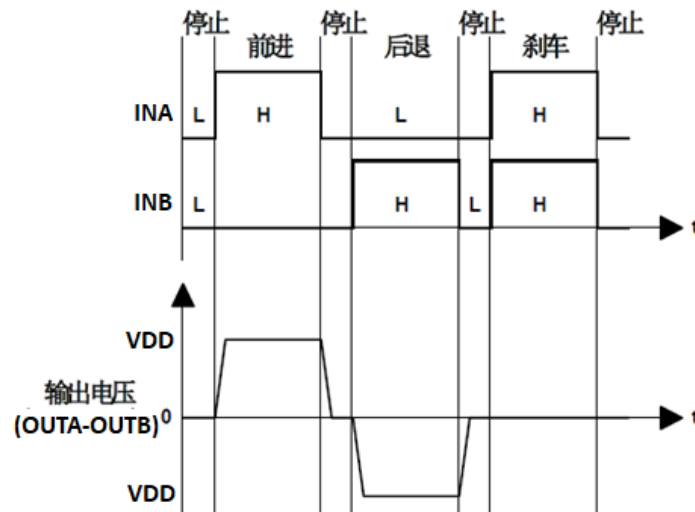 停止 前进 停止 后退 停止 刹车 停止
INA L H L H
INB L H L H
t
VDD
输出电压
(OUTA-OUTB) 0
t
VDD